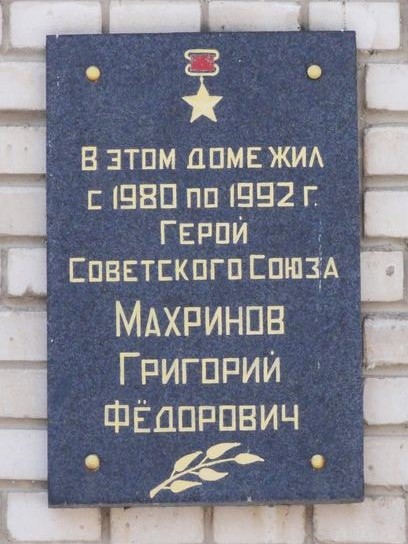 В этом доме жил
с 1980 по 1992 г.
Герой
Советского Союза
Махринов
Григорий
Фёдорович